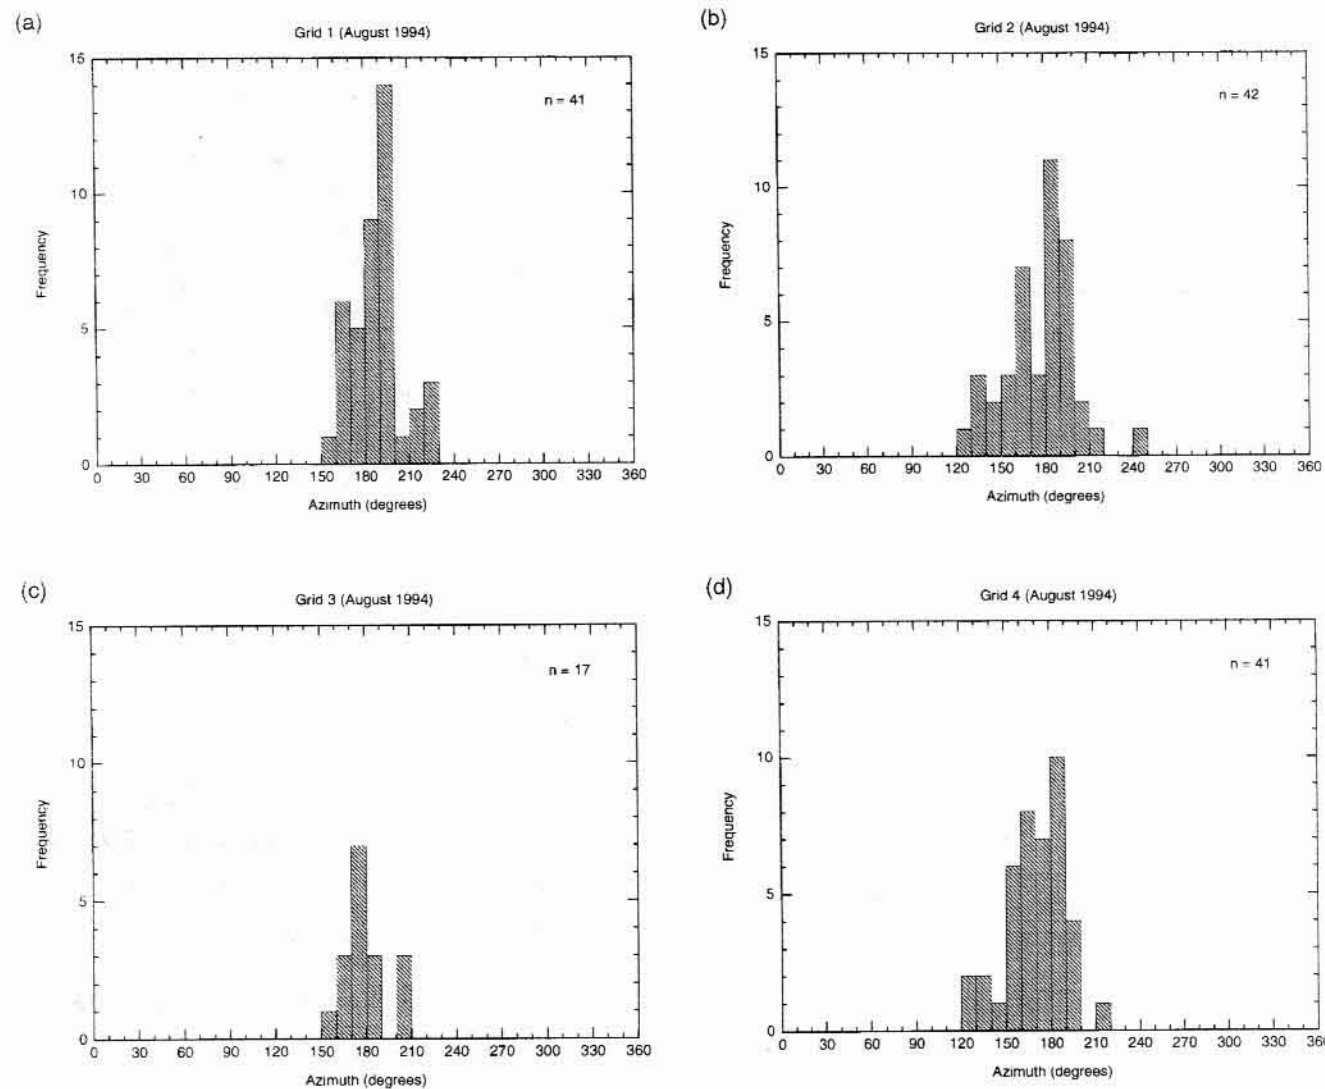 (a)
Grid 1 (August 1994)
15
n = 41
10
Frequency
5
0
0 30 60 90 120 150 180 210 240 270 300 330 360
Azimuth (degrees)
(b)
Grid 2 (August 1994)
15
n = 42
10
Frequency
5
0
0 30 60 90 120 150 180 210 240 270 300 330 360
Azimuth (degrees)
(c)
Grid 3 (August 1994)
15
n = 17
10
Frequency
5
0
0 30 60 90 120 150 180 210 240 270 300 330 360
Azimuth (degrees)
(d)
Grid 4 (August 1994)
15
n = 41
10
Frequency
5
0
0 30 60 90 120 150 180 210 240 270 300 330 360
Azimuth (degrees)